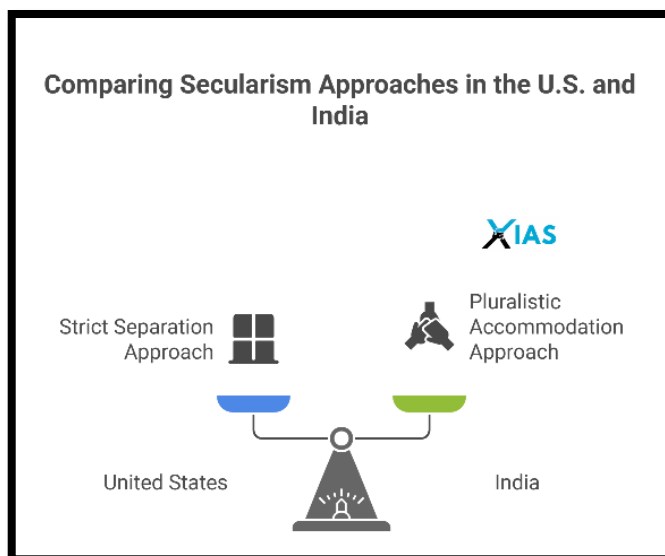 Comparing Secularism Approaches in the U.S. and
India
XIAS
Strict Separation
Approach
Pluralistic
Accommodation
Approach
United States
India